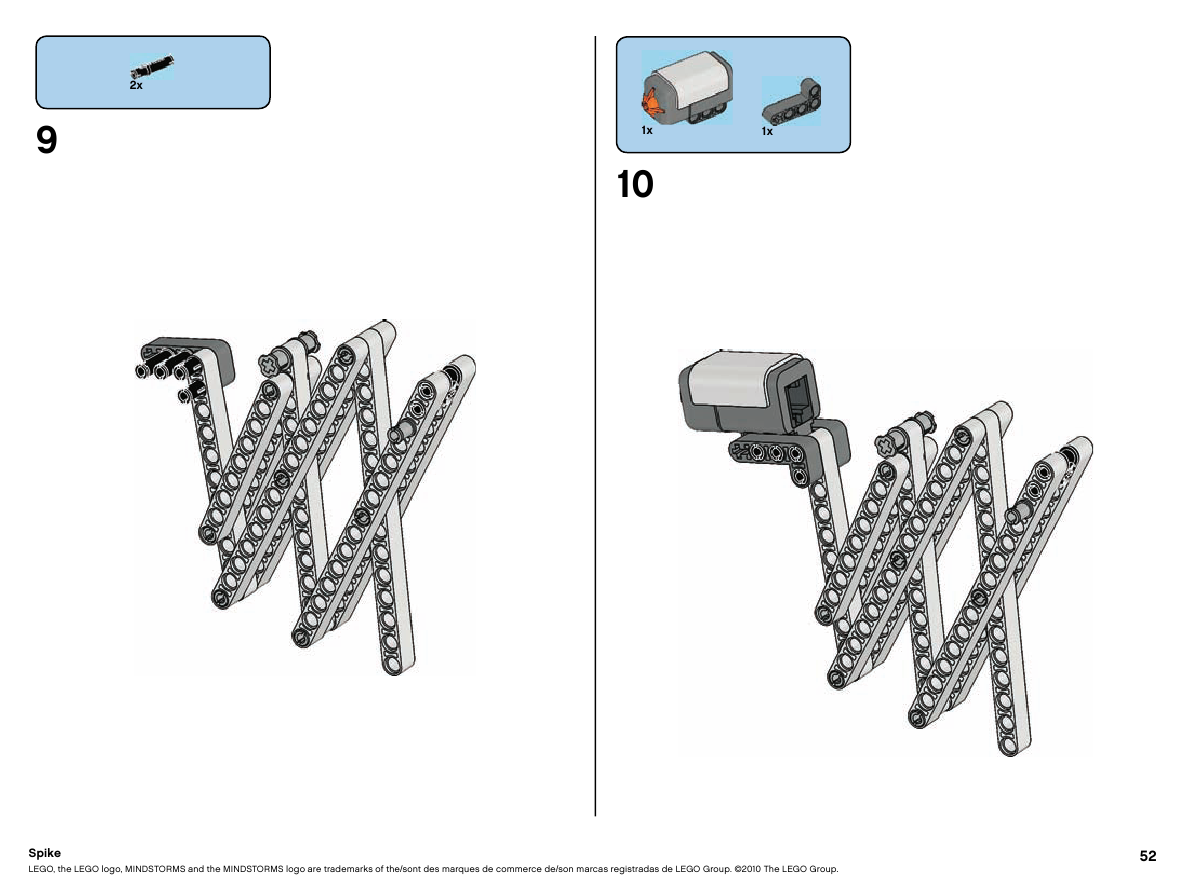 2x
9
1x
1x
10
Spike
LEGO, the LEGO logo, MINDSTORMS and the MINDSTORMS logo are trademarks of the/sont des marques de commerce de/son marcas registradas de LEGO Group. ©2010 The LEGO Group.
52